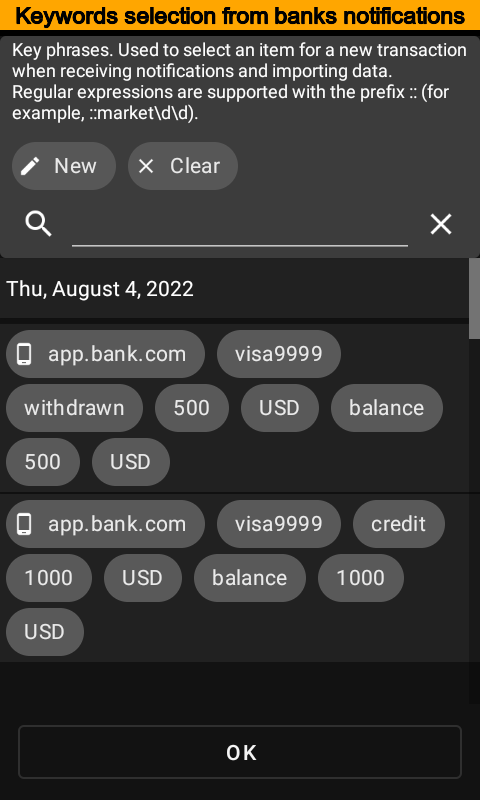 Keywords selection from banks notifications
Key phrases. Used to select an item for a new transaction
when receiving notifications and importing data.
Regular expressions are supported with the prefix :: (for
example, ::market\d\d).
New Clear
Thu, August 4, 2022
app.bank.com visa9999
withdrawn 500 USD balance
500 USD
app.bank.com visa9999 credit
1000 USD balance 1000
USD
OK